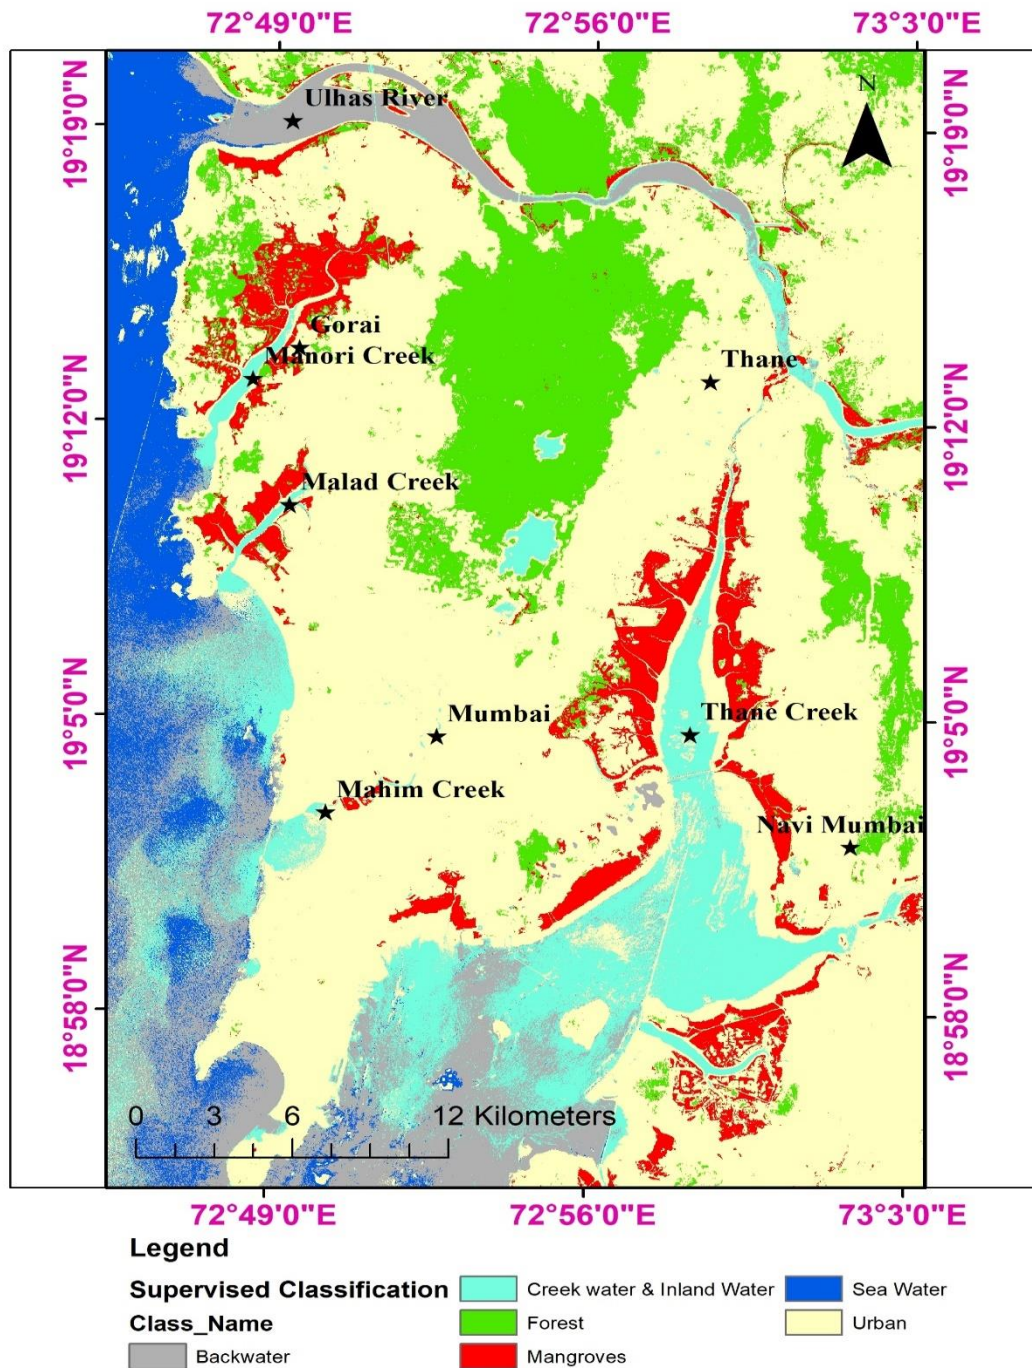 72°49'0"E 72°56'0"E 73°3'0"E
N
Ulhas River
19°19'0"N
19°19'0"N
Gorai
Manori Creek
Thane
19°12'0"N
19°12'0"N
Malad Creek
Mumbai
Thane Creek
19°5'0"N
19°5'0"N
Mahim Creek
Navi Mumbai
18°58'0"N
18°58'0"N
0 3 6 12 Kilometers
72°49'0"E 72°56'0"E 73°3'0"E
Legend
Supervised Classification
Class_Name
Backwater
Creek water & Inland Water
Forest
Mangroves
Sea Water
Urban